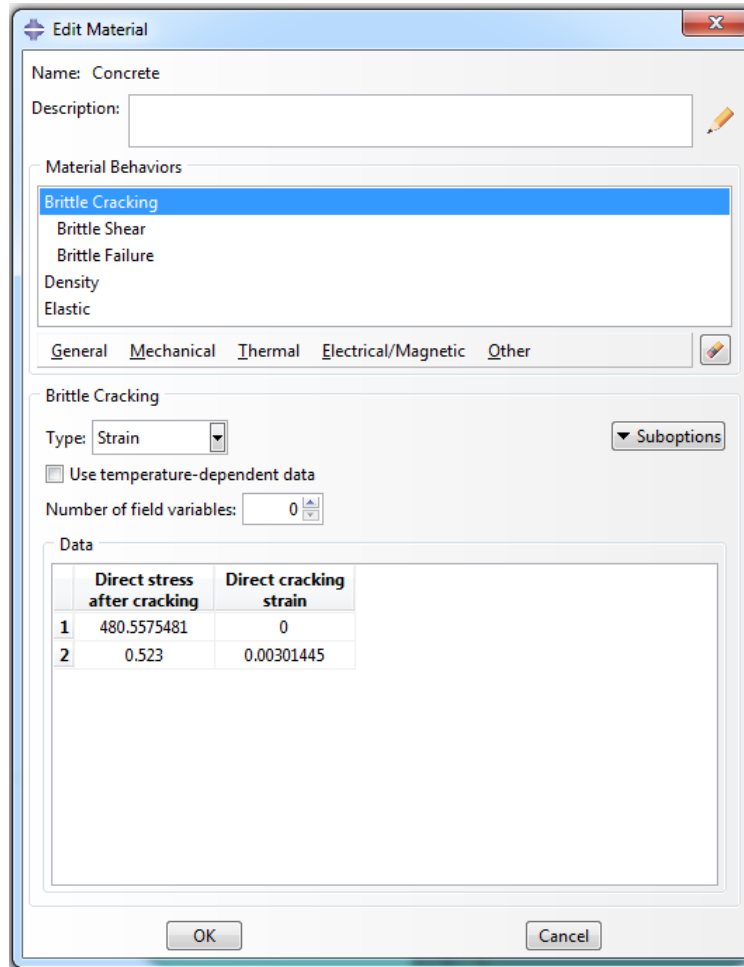 Edit Material
Name: Concrete
Description:
Material Behaviors
Brittle Cracking
Brittle Shear
Brittle Failure
Density
Elastic
General Mechanical Thermal Electrical/Magnetic Other
Brittle Cracking
Type: Strain Suboptions
Use temperature-dependent data
Number of field variables: 0
Data
Direct stress Direct cracking
after cracking strain
1 480.5575481 0
2 0.523 0.00301445
OK Cancel